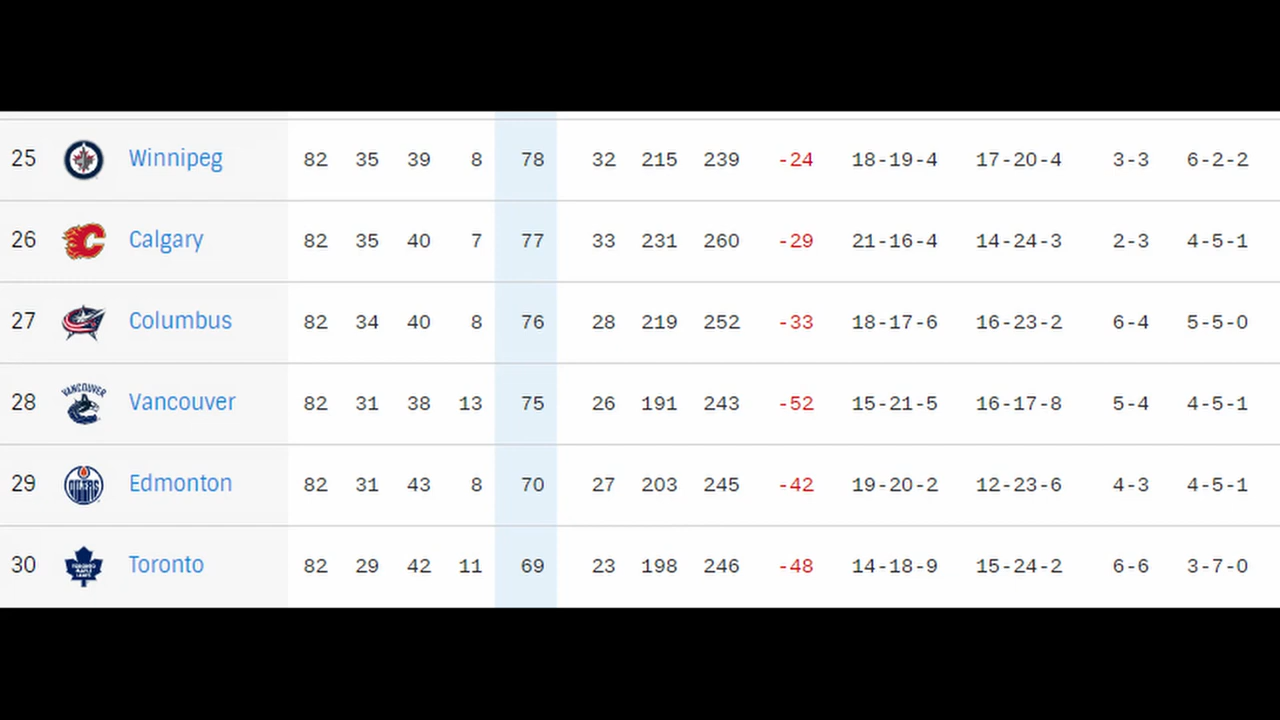 25 Winnipeg 82 35 39 8 78 32 215 239 -24 18-19-4 17-20-4 3-3 6-2-2
26 Calgary 82 35 40 7 77 33 231 260 -29 21-16-4 14-24-3 2-3 4-5-1
27 Columbus 82 34 40 8 76 28 219 252 -33 18-17-6 16-23-2 6-4 5-5-0
VANCOUVER
28 Vancouver 82 31 38 13 75 26 191 243 -52 15-21-5 16-17-8 5-4 4-5-1
29 OILERS Edmonton 82 31 43 8 70 27 203 245 -42 19-20-2 12-23-6 4-3 4-5-1
30 Toronto 82 29 42 11 69 23 198 246 -48 14-18-9 15-24-2 6-6 3-7-0